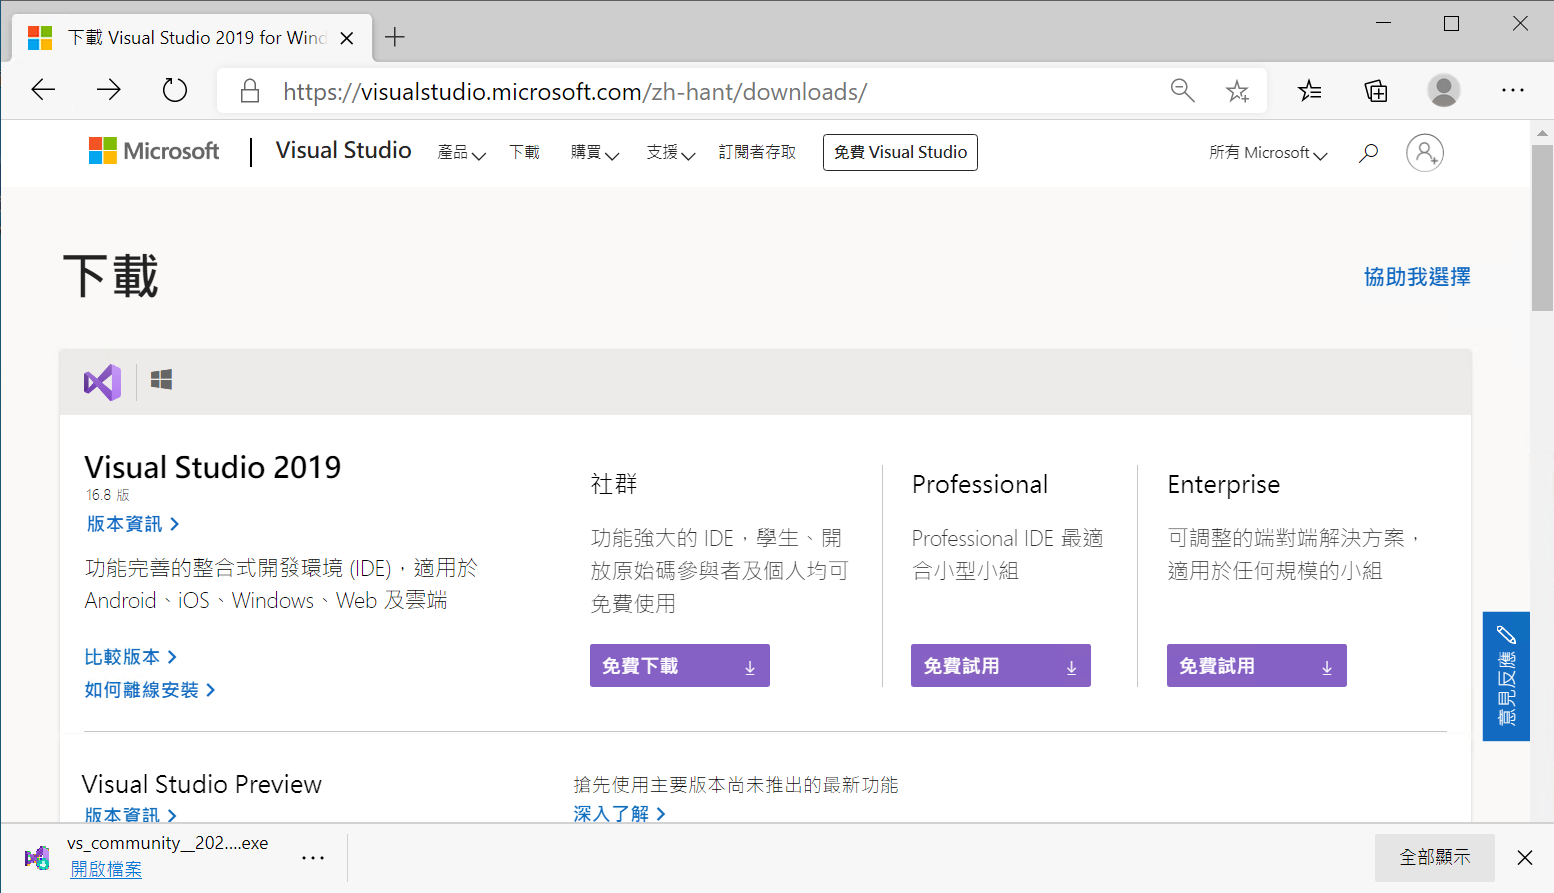 下載 Visual Studio 2019 for Wind
https://visualstudio.microsoft.com/zh-hant/downloads/
Microsoft
Visual Studio
產品
下載
購買
支援
訂閱者存取
免費 Visual Studio
所有 Microsoft
下載
協助我選擇
Visual Studio 2019
16.8 版
版本資訊
功能完善的整合式開發環境 (IDE)，適用於
Android、iOS、Windows、Web 及雲端
比較版本
如何離線安裝
社群
功能強大的 IDE，學生、開
放原始碼參與者及個人均可
免費使用
免費下載
Professional
Professional IDE 最適
合小型小組
免費試用
Enterprise
可調整的端對端解決方案，
適用於任何規模的小組
免費試用
意見反應
Visual Studio Preview
版本資訊
搶先使用主要版本尚未推出的最新功能
深入了解
vs_community__202....exe
開啟檔案
全部顯示